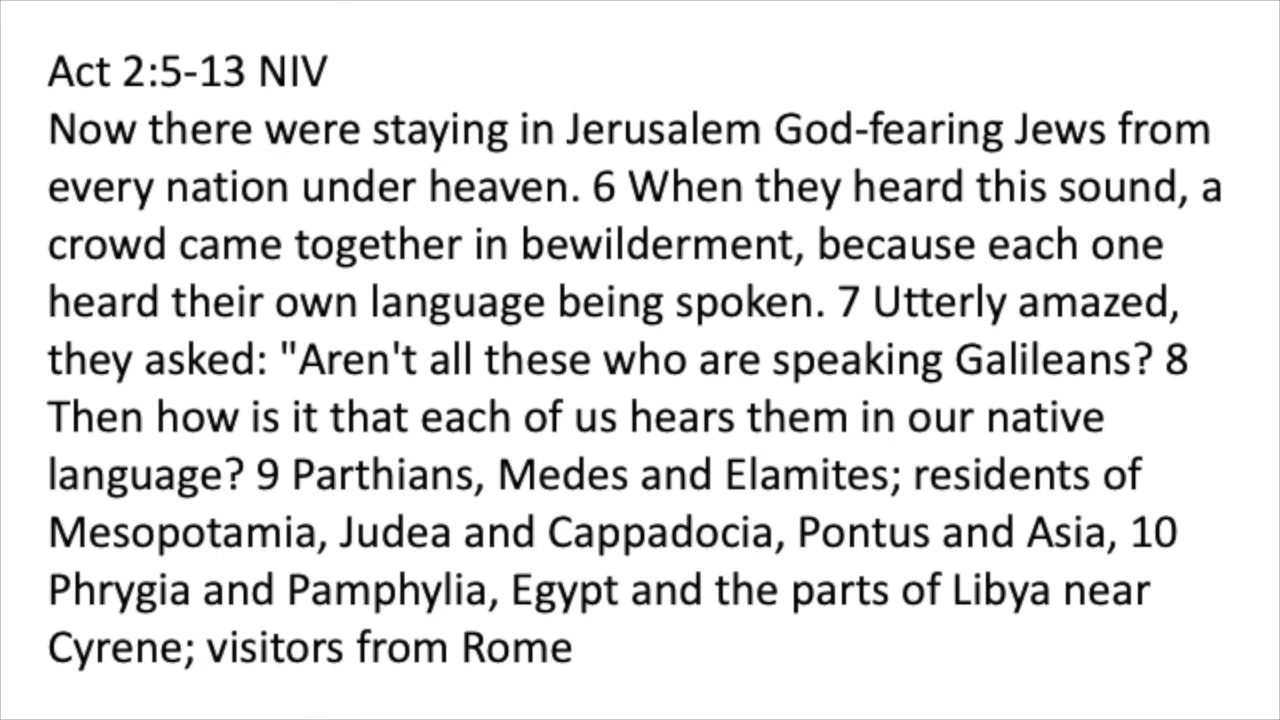 Act 2:5-13 NIV
Now there were staying in Jerusalem God-fearing Jews from
every nation under heaven. 6 When they heard this sound, a
crowd came together in bewilderment, because each one
heard their own language being spoken. 7 Utterly amazed,
they asked: "Aren't all these who are speaking Galileans? 8
Then how is it that each of us hears them in our native
language? 9 Parthians, Medes and Elamites; residents of
Mesopotamia, Judea and Cappadocia, Pontus and Asia, 10
Phrygia and Pamphylia, Egypt and the parts of Libya near
Cyrene; visitors from Rome